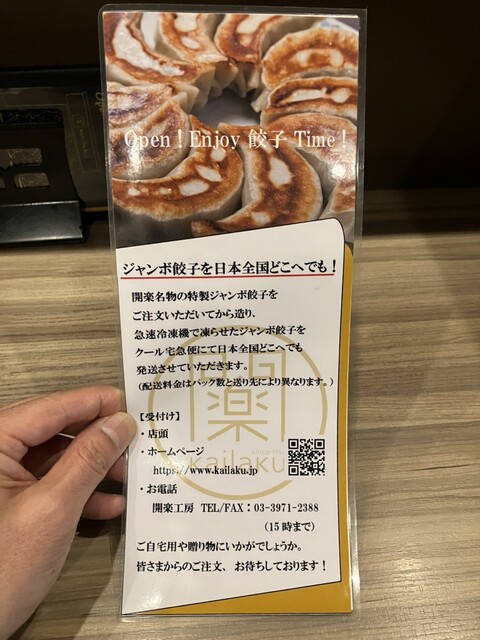 Open！Enjoy 餃子 Time！
ジャンボ餃子を日本全国どこへでも！
開楽名物の特製ジャンボ餃子を
ご注文いただいてから造り、
急速冷凍機で凍らせたジャンボ餃子を
クール宅急便にて日本全国どこへでも
発送させていただきます。
（配送料金はパック数と送り先により異なります。）
【受付け】
・店頭
・ホームページ
https://www.kailaku.jp
・お電話
開楽工房 TEL/FAX：03-3971-2388
（15時まで）
ご自宅用や贈り物にいかがでしょうか。
皆さまからのご注文、お待ちしております！
楽
kailaku